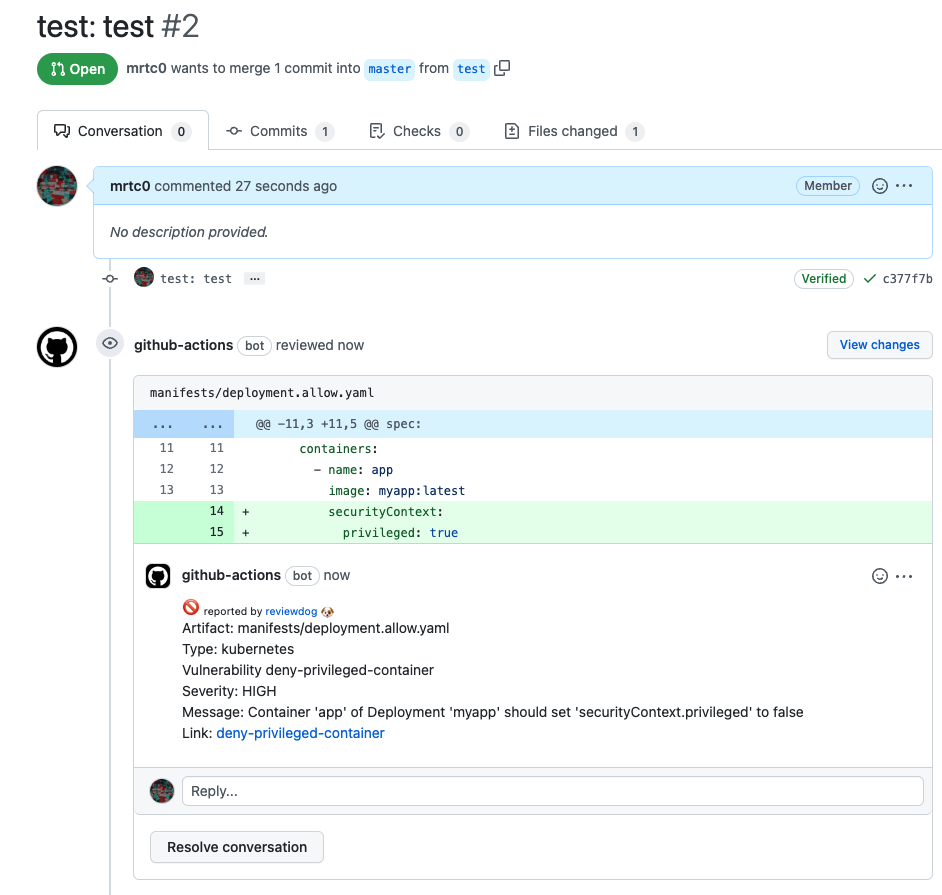 test: test #2
Open mrtc0 wants to merge 1 commit into master from test
Conversation 0 Commits 1 Checks 0 Files changed 1
mrtc0 commented 27 seconds ago Member
No description provided.
test: test ... Verified c377f7b
github-actions bot reviewed now View changes
manifests/deployment.allow.yaml
... ... @@ -11,3 +11,5 @@ spec:
11 11 containers:
12 12 - name: app
13 13 image: myapp:latest
14 + securityContext:
15 + privileged: true
github-actions bot now
reported by reviewdog
Artifact: manifests/deployment.allow.yaml
Type: kubernetes
Vulnerability deny-privileged-container
Severity: HIGH
Message: Container 'app' of Deployment 'myapp' should set 'securityContext.privileged' to false
Link: deny-privileged-container
Reply...
Resolve conversation